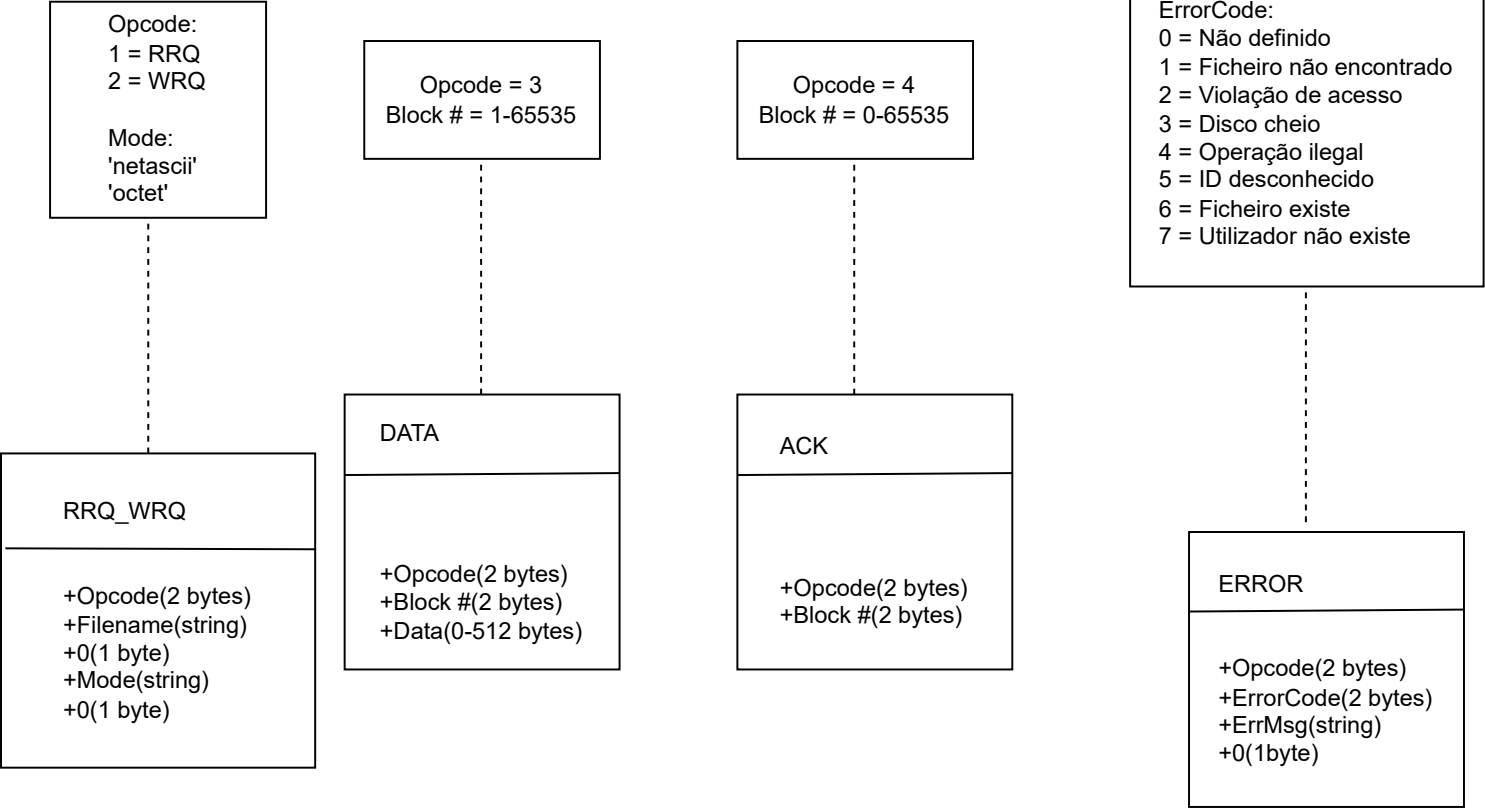 Opcode:
1 = RRQ
2 = WRQ
Mode:
'netascii'
'octet'
Opcode = 3
Block # = 1-65535
Opcode = 4
Block # = 0-65535
ErrorCode:
0 = Não definido
1 = Ficheiro não encontrado
2 = Violação de acesso
3 = Disco cheio
4 = Operação ilegal
5 = ID desconhecido
6 = Ficheiro existe
7 = Utilizador não existe
RRQ_WRQ
+Opcode(2 bytes)
+Filename(string)
+0(1 byte)
+Mode(string)
+0(1 byte)
DATA
+Opcode(2 bytes)
+Block #(2 bytes)
+Data(0-512 bytes)
ACK
+Opcode(2 bytes)
+Block #(2 bytes)
ERROR
+Opcode(2 bytes)
+ErrorCode(2 bytes)
+ErrMsg(string)
+0(1byte)